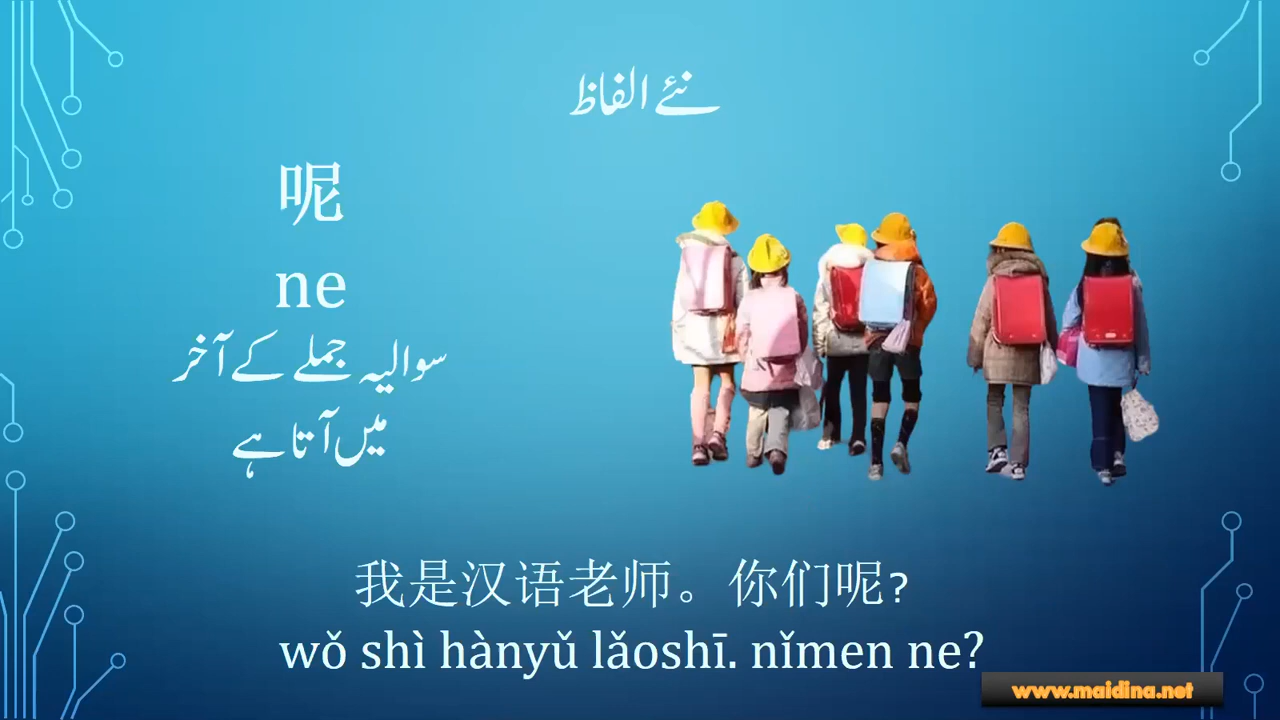 نئے الفاظ
呢
ne
سوالیہ جملے کے آخر
میں آتا ہے
我是汉语老师。你们呢?
wǒ shì hànyǔ lǎoshī. nǐmen ne?
www.maidina.net